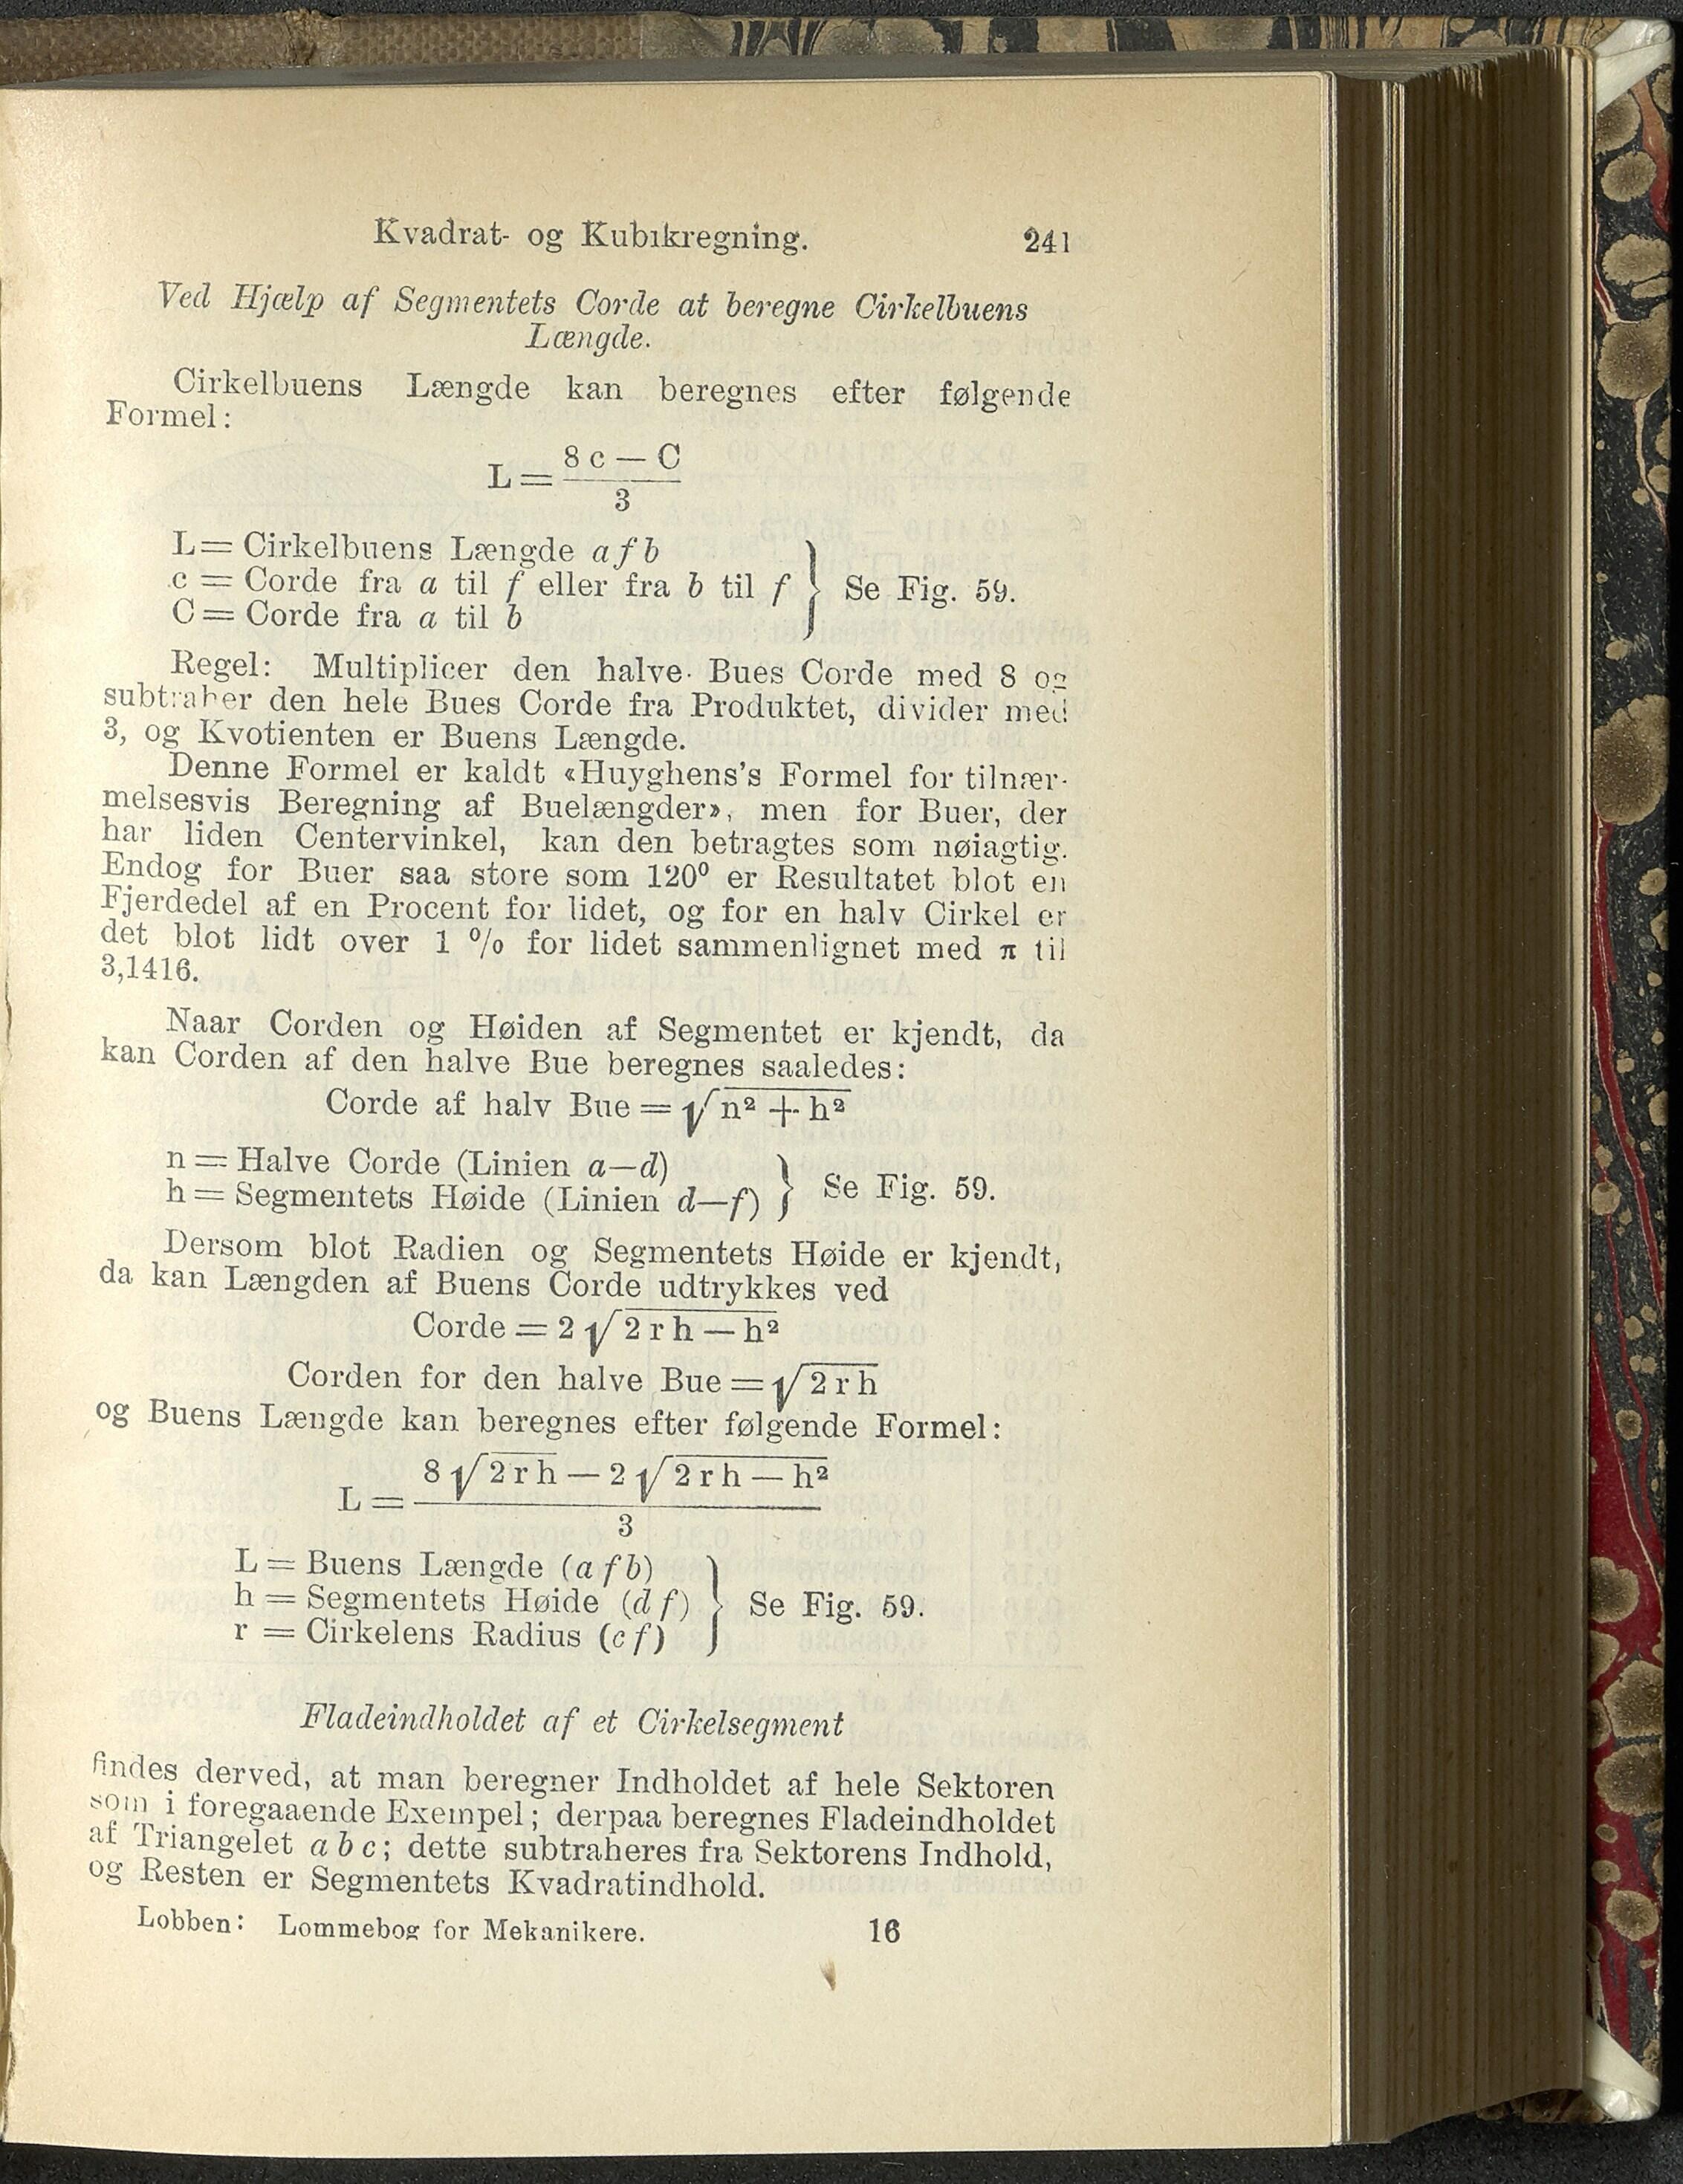 Kvadrat- og Kubikregning. 241
Ved Hjælp af Segmentets Corde at beregne Cirkelbuens
Længde.
Cirkelbuens Længde kan beregnes efter følgende
Formel:
L = (8 c — C) / 3
L = Cirkelbuens Længde a f b
c = Corde fra a til f eller fra b til f } Se Fig. 59.
C = Corde fra a til b
Regel: Multiplicer den halve Bues Corde med 8 og
subtraher den hele Bues Corde fra Produktet, divider med
3, og Kvotienten er Buens Længde.
Denne Formel er kaldt «Huyghens's Formel for tilnær-
melsesvis Beregning af Buelængder», men for Buer, der
har liden Centervinkel, kan den betragtes som nøiagtig.
Endog for Buer saa store som 120⁰ er Resultatet blot en
Fjerdedel af en Procent for lidet, og for en halv Cirkel er
det blot lidt over 1 % for lidet sammenlignet med π til
3,1416.
Naar Corden og Høiden af Segmentet er kjendt, da
kan Corden af den halve Bue beregnes saaledes:
Corde af halv Bue = √(n² + h²)
n = Halve Corde (Linien a—d)
h = Segmentets Høide (Linien d—f) } Se Fig. 59.
Dersom blot Radien og Segmentets Høide er kjendt,
da kan Længden af Buens Corde udtrykkes ved
Corde = 2 √(2 r h — h²)
Corden for den halve Bue = √(2 r h)
og Buens Længde kan beregnes efter følgende Formel:
L = (8 √(2 r h) — 2 √(2 r h — h²)) / 3
L = Buens Længde (a f b)
h = Segmentets Høide (d f) } Se Fig. 59.
r = Cirkelens Radius (c f)
Fladeindholdet af et Cirkelsegment
findes derved, at man beregner Indholdet af hele Sektoren
som i foregaaende Exempel; derpaa beregnes Fladeindholdet
af Triangelet a b c; dette subtraheres fra Sektorens Indhold,
og Resten er Segmentets Kvadratindhold.
Lobben: Lommebog for Mekanikere. 16